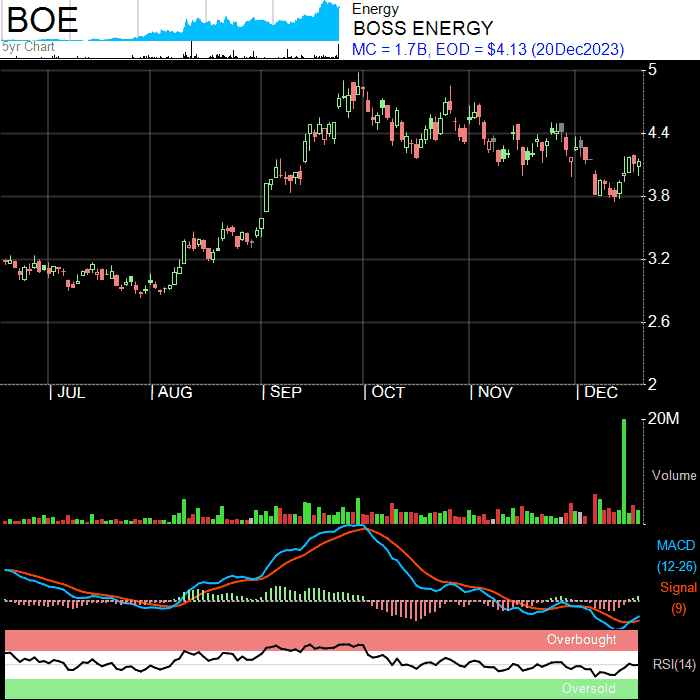 BOE
5yr Chart
Energy
BOSS ENERGY
MC = 1.7B, EOD = $4.13 (20Dec2023)
5
4.4
3.8
3.2
2.6
2
JUL AUG SEP OCT NOV DEC
20M
Volume
MACD
(12-26)
Signal
(9)
Overbought
RSI(14)
Oversold